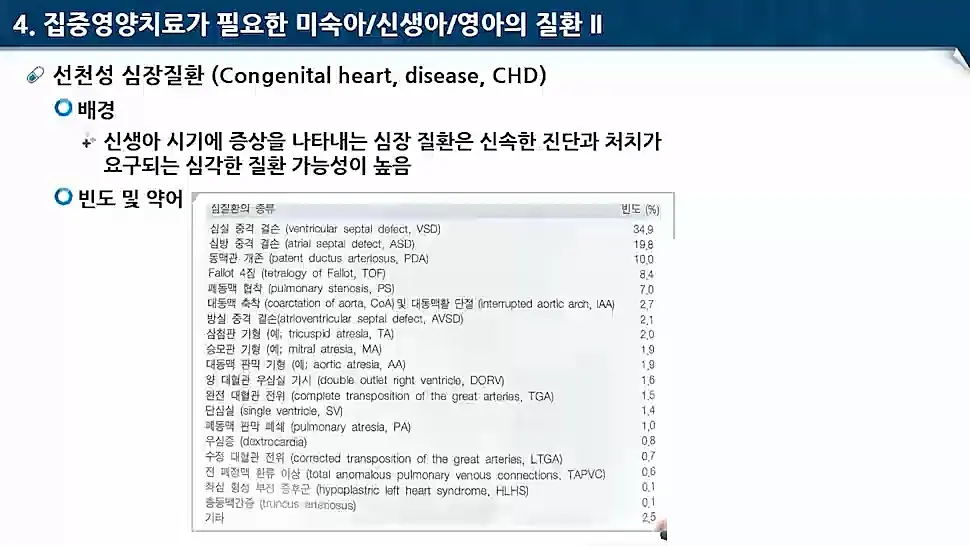 4. 집중영양치료가 필요한 미숙아/신생아/영아의 질환 II
선천성 심장질환 (Congenital heart, disease, CHD)
배경
신생아 시기에 증상을 나타내는 심장 질환은 신속한 진단과 처치가
요구되는 심각한 질환 가능성이 높음
빈도 및 약어
심질환의 종류 빈도 (%)
심실 중격 결손 (ventricular septal defect, VSD) 34.9
심방 중격 결손 (atrial septal defect, ASD) 19.8
동맥관 개존 (patent ductus arteriosus, PDA) 10.0
Fallot 4징 (tetralogy of Fallot, TOF) 8.4
폐동맥 협착 (pulmonary stenosis, PS) 7.0
대동맥 축착 (coarctation of aorta, CoA) 및 대동맥활 단절 (interrupted aortic arch, IAA) 2.7
방실 중격 결손(atrioventricular septal defect, AVSD) 2.1
삼첨판 기형 (예; tricuspid atresia, TA) 2.0
승모판 기형 (예; mitral atresia, MA) 1.9
대동맥 판막 기형 (예; aortic atresia, AA) 1.9
양 대혈관 우심실 기시 (double outlet right ventricle, DORV) 1.6
완전 대혈관 전위 (complete transposition of the great arteries, TGA) 1.5
단심실 (single ventricle, SV) 1.4
폐동맥 판막 폐쇄 (pulmonary atresia, PA) 1.0
우심증 (dextrocardia) 0.8
수정 대혈관 전위 (corrected transposition of the great arteries, LTGA) 0.7
전 폐정맥 환류 이상 (total anomalous pulmonary venous connections, TAPVC) 0.6
좌심 형성 부전 증후군 (hypoplastic left heart syndrome, HLHS) 0.1
총동맥간증 (truncus arteriosus) 0.1
기타 2.5